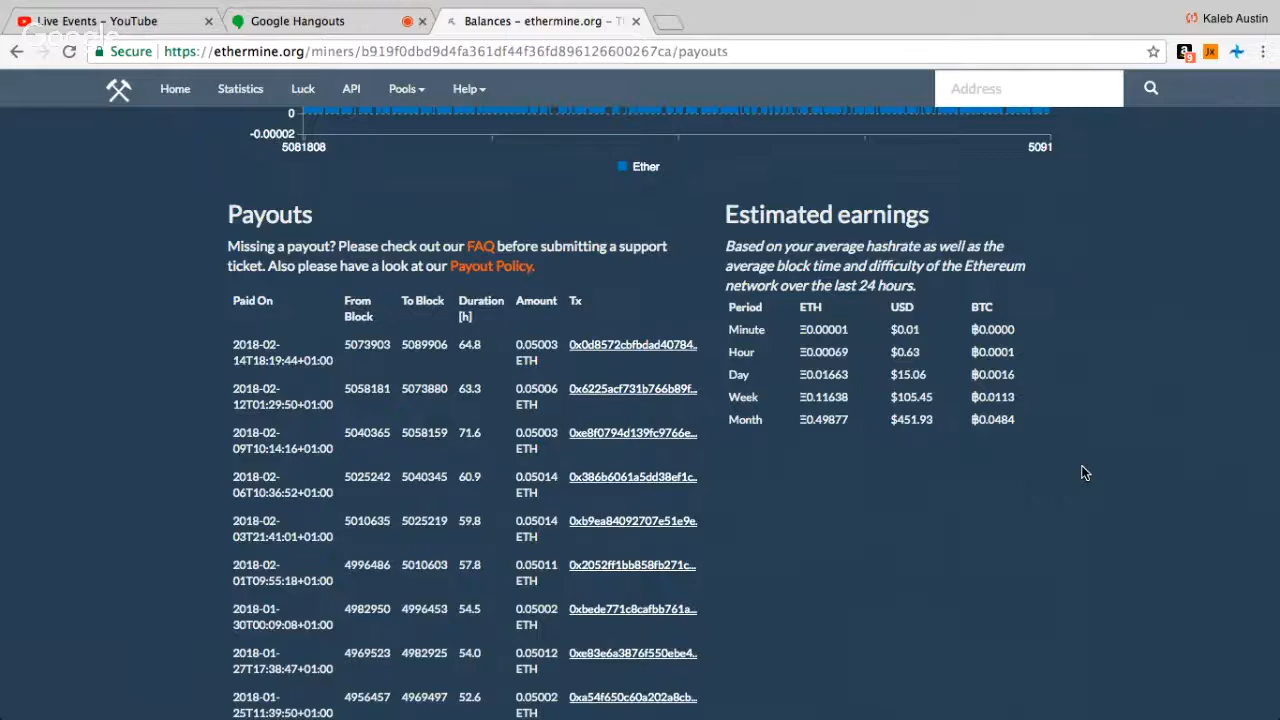 Live Events – YouTube
Google Hangouts
Balances – ethermine.org – T
Kaleb Austin
Google
Secure
https://ethermine.org/miners/b919f0dbd9d4fa361df44f36fd896126600267ca/payouts
Home Statistics Luck API Pools Help
Address
0
-0.00002
5081808 5091
Ether
Payouts
Missing a payout? Please check out our FAQ before submitting a support
ticket. Also please have a look at our Payout Policy.
Paid On From Block To Block Duration [h] Amount Tx
2018-02-14T18:19:44+01:00 5073903 5089906 64.8 0.05003 ETH 0x0d8572cbfbdad40784...
2018-02-12T01:29:50+01:00 5058181 5073880 63.3 0.05006 ETH 0x6225acf731b766b89f...
2018-02-09T10:14:16+01:00 5040365 5058159 71.6 0.05003 ETH 0xe8f0794d139fc9766e...
2018-02-06T10:36:52+01:00 5025242 5040345 60.9 0.05014 ETH 0x386b6061a5dd38ef1c...
2018-02-03T21:41:01+01:00 5010635 5025219 59.8 0.05014 ETH 0xb9ea84092707e51e9e...
2018-02-01T09:55:18+01:00 4996486 5010603 57.8 0.05011 ETH 0x2052ff1bb858fb271c...
2018-01-30T00:09:08+01:00 4982950 4996453 54.5 0.05002 ETH 0xbede771c8cafbb761a...
2018-01-27T17:38:47+01:00 4969523 4982925 54.0 0.05012 ETH 0xe83e6a3876f550ebe4...
2018-01-25T11:39:50+01:00 4956457 4969497 52.6 0.05002 ETH 0xa54f650c60a202a8cb...
Estimated earnings
Based on your average hashrate as well as the
average block time and difficulty of the Ethereum
network over the last 24 hours.
Period ETH USD BTC
Minute Ξ0.00001 $0.01 ฿0.0000
Hour Ξ0.00069 $0.63 ฿0.0001
Day Ξ0.01663 $15.06 ฿0.0016
Week Ξ0.11638 $105.45 ฿0.0113
Month Ξ0.49877 $451.93 ฿0.0484